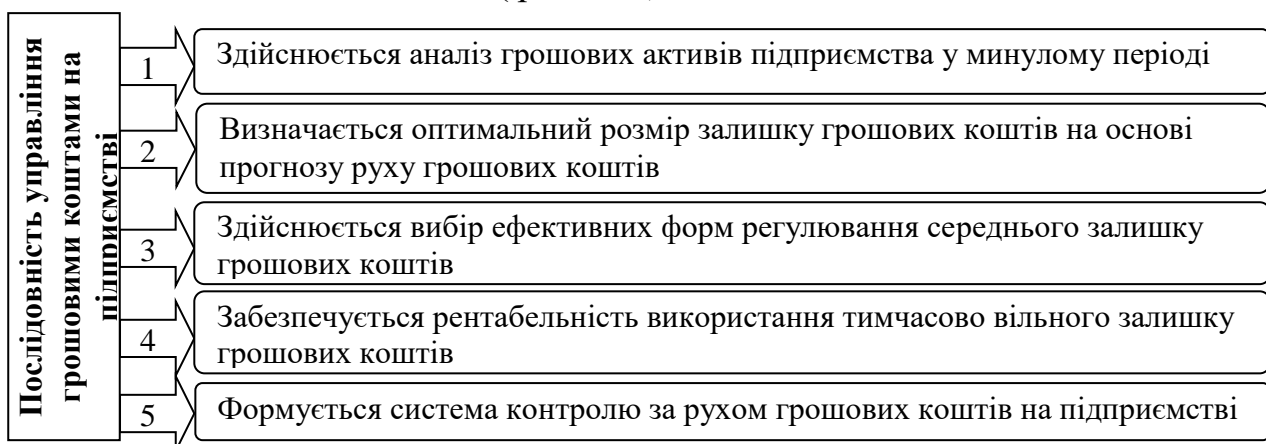 Послідовність управління
грошовими коштами на
підприємстві
1
Здійснюється аналіз грошових активів підприємства у минулому періоді
2
Визначається оптимальний розмір залишку грошових коштів на основі
прогнозу руху грошових коштів
3
Здійснюється вибір ефективних форм регулювання середнього залишку
грошових коштів
4
Забезпечується рентабельність використання тимчасово вільного залишку
грошових коштів
5
Формується система контролю за рухом грошових коштів на підприємстві